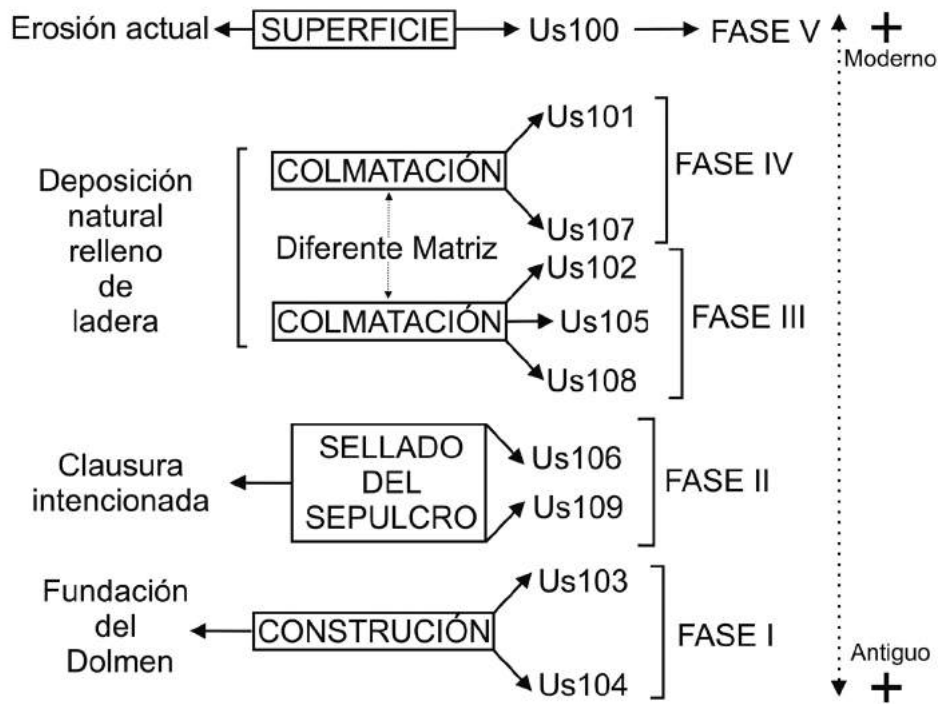 Erosión actual
SUPERFICIE
Us100
FASE V
+
Moderno
Deposición
natural
relleno
de
ladera
COLMATACIÓN
Us101
Us107
FASE IV
Diferente Matriz
COLMATACIÓN
Us102
Us105
Us108
FASE III
Clausura
intencionada
SELLADO
DEL
SEPULCRO
Us106
Us109
FASE II
Fundación
del
Dolmen
CONSTRUCIÓN
Us103
Us104
FASE I
Antiguo
+